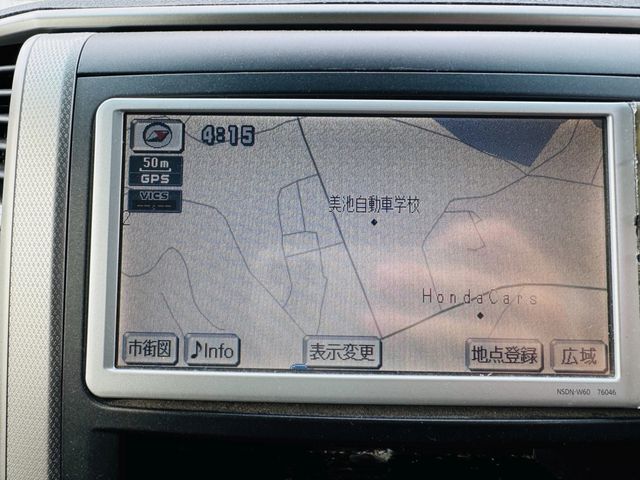 4:15
50m
GPS
VICS
--:--
美池自動車学校
HondaCars
市街図
♪Info
表示変更
地点登録
広域
NSDN-W60 76046